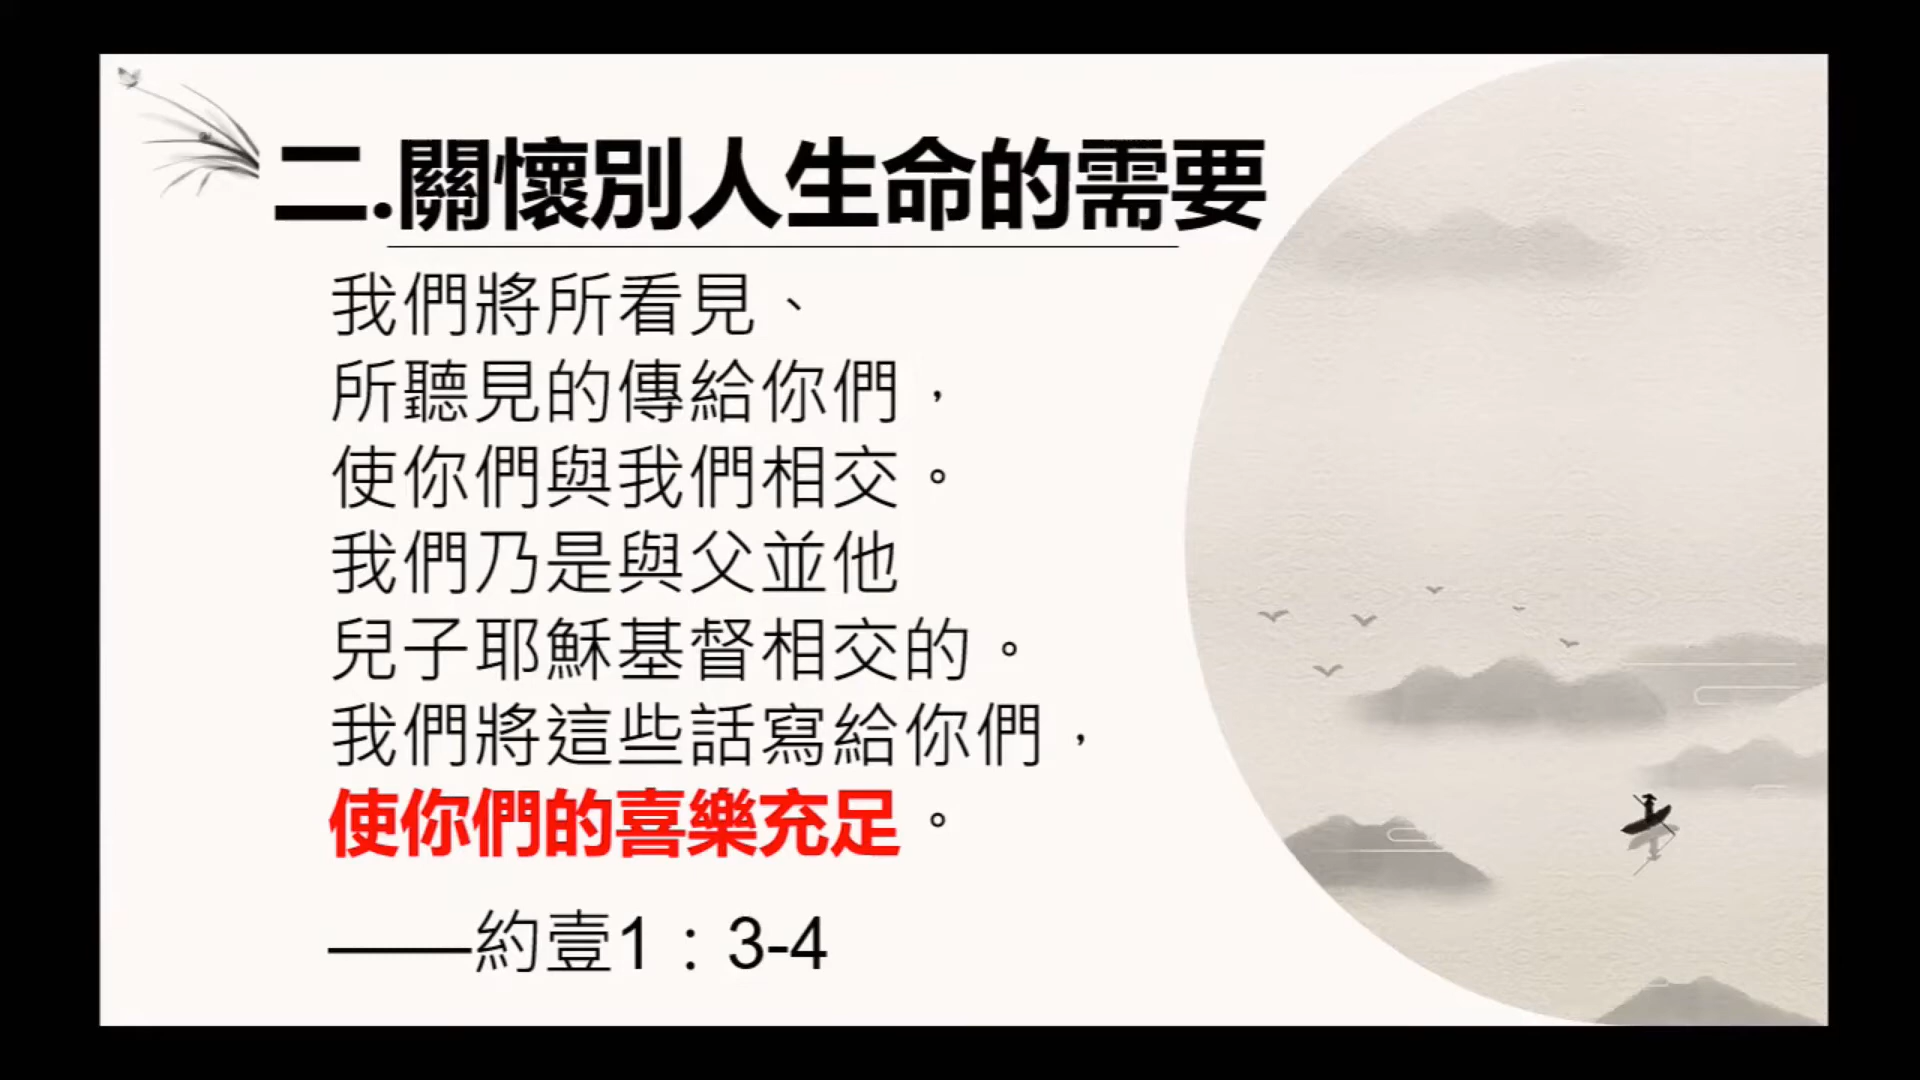 二.關懷別人生命的需要
我們將所看見、
所聽見的傳給你們，
使你們與我們相交。
我們乃是與父並他
兒子耶穌基督相交的。
我們將這些話寫給你們，
使你們的喜樂充足。
——約壹1：3-4